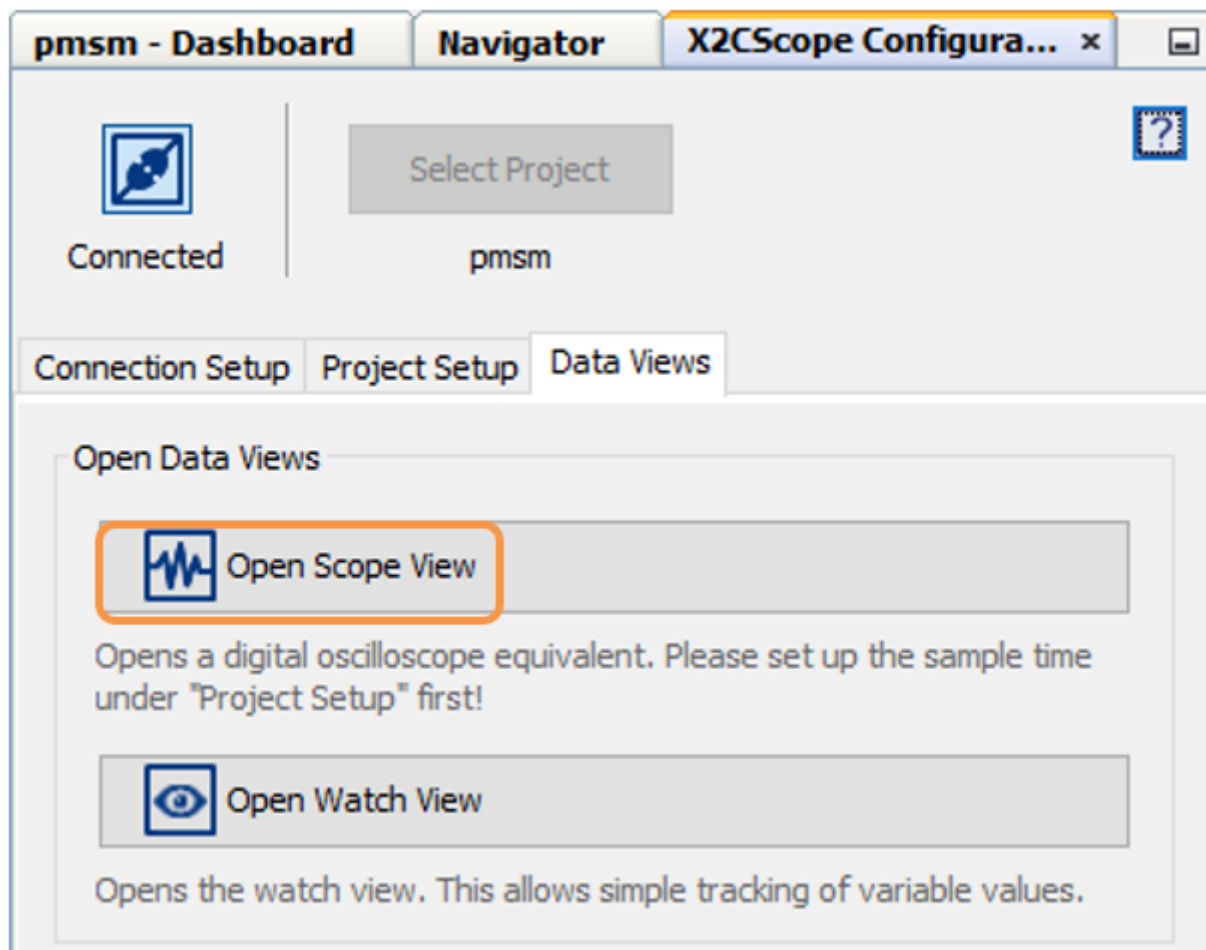 pmsm - Dashboard
Navigator
X2CScope Configura... ×
?
Select Project
Connected
pmsm
Connection Setup
Project Setup
Data Views
Open Data Views
Open Scope View
Opens a digital oscilloscope equivalent. Please set up the sample time
under "Project Setup" first!
Open Watch View
Opens the watch view. This allows simple tracking of variable values.